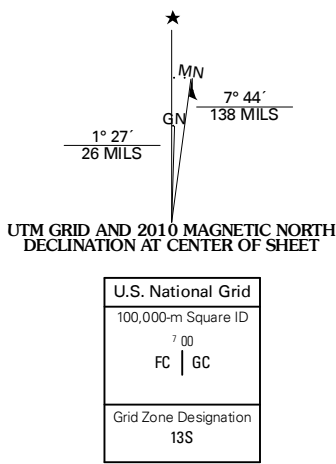 ★
MN
GN
7° 44´
138 MILS
1° 27´
26 MILS
UTM GRID AND 2010 MAGNETIC NORTH
DECLINATION AT CENTER OF SHEET
U.S. National Grid
100,000-m Square ID
7 00
FC | GC
Grid Zone Designation
13S